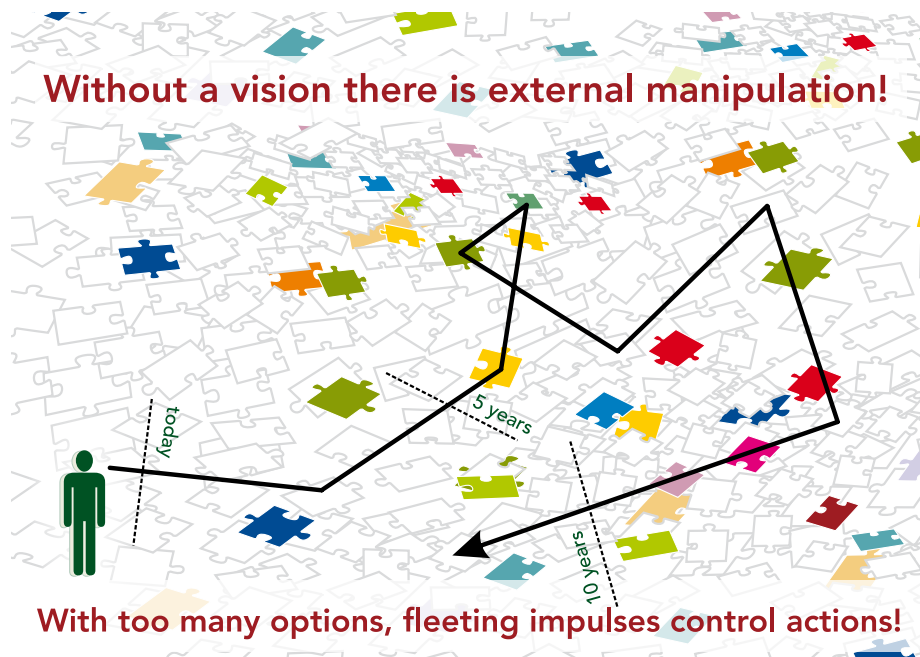 Without a vision there is external manipulation!
today
5 years
10 years
With too many options, fleeting impulses control actions!